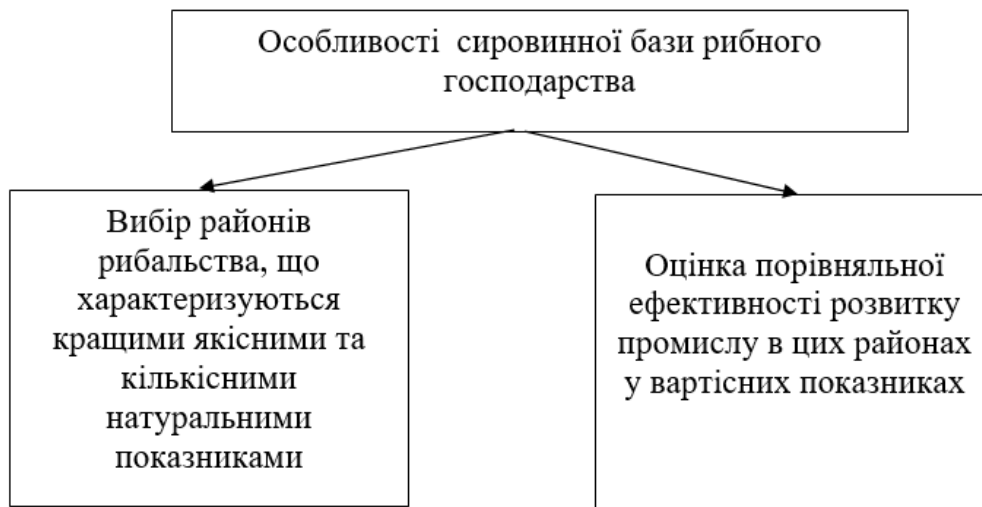 Особливості сировинної бази рибного
господарства
Вибір районів
рибальства, що
характеризуються
кращими якісними та
кількісними
натуральними
показниками
Оцінка порівняльної
ефективності розвитку
промислу в цих районах
у вартісних показниках